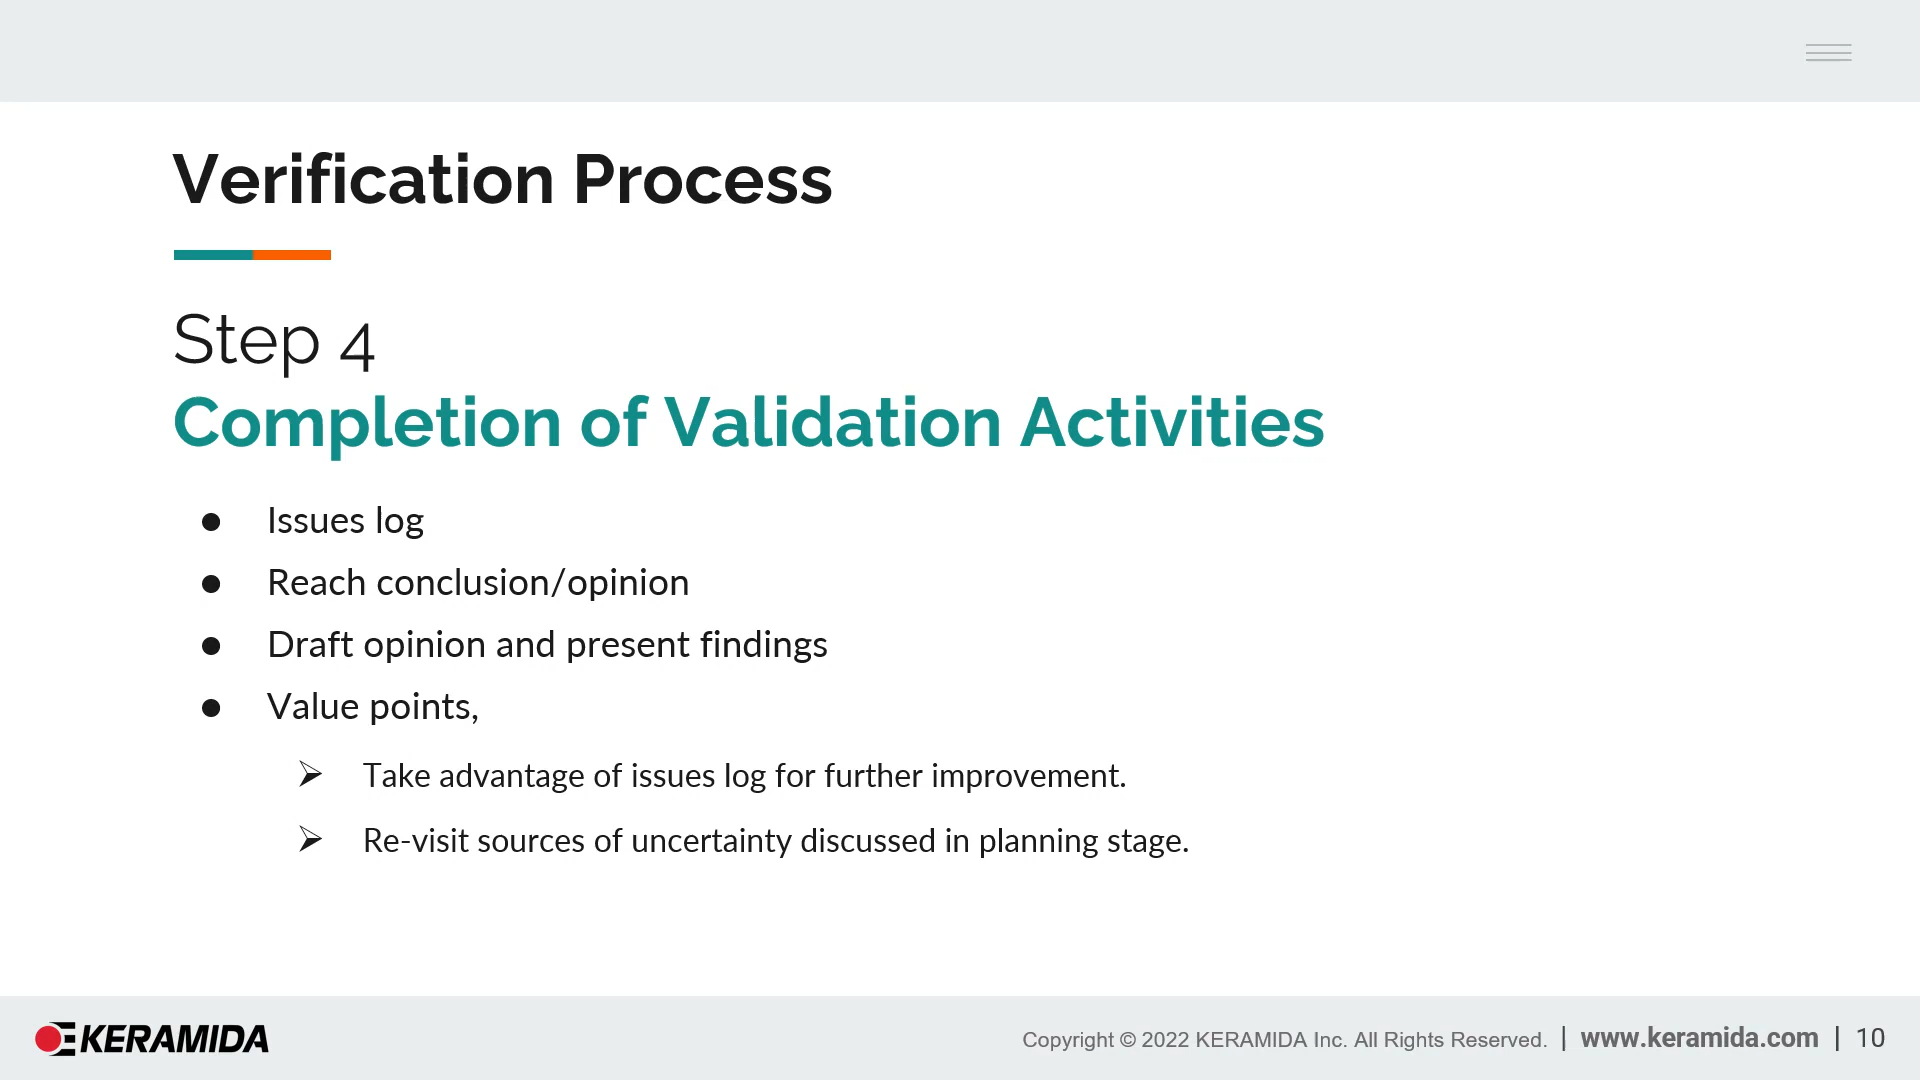 Verification Process
Step 4
Completion of Validation Activities
● Issues log
● Reach conclusion/opinion
● Draft opinion and present findings
● Value points,
➢ Take advantage of issues log for further improvement.
➢ Re-visit sources of uncertainty discussed in planning stage.
KERAMIDA
Copyright © 2022 KERAMIDA Inc. All Rights Reserved. | www.keramida.com | 10